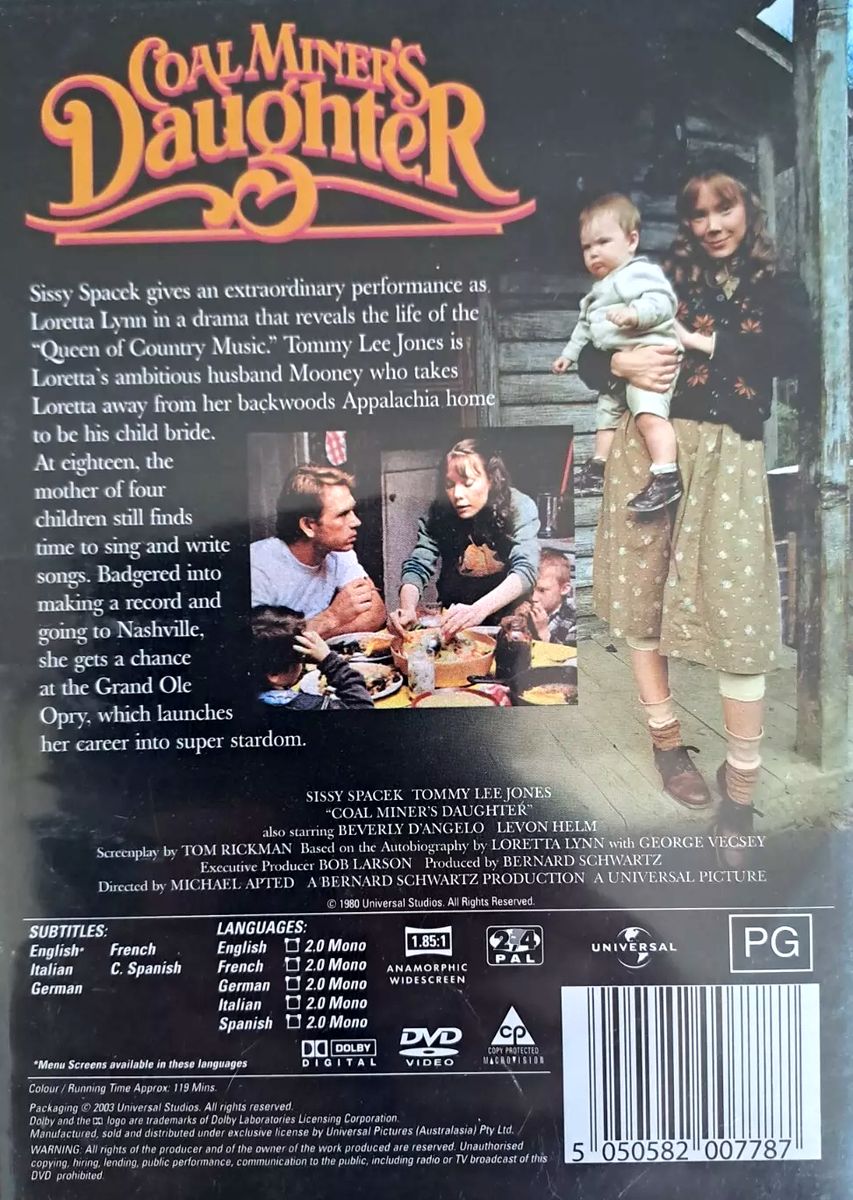 COAL MINER'S
DaughteR
Sissy Spacek gives an extraordinary performance as
Loretta Lynn in a drama that reveals the life of the
“Queen of Country Music.” Tommy Lee Jones is
Loretta's ambitious husband Mooney who takes
Loretta away from her backwoods Appalachia home
to be his child bride.
At eighteen, the
mother of four
children still finds
time to sing and write
songs. Badgered into
making a record and
going to Nashville,
she gets a chance
at the Grand Ole
Opry, which launches
her career into super stardom.
SISSY SPACEK TOMMY LEE JONES
“COAL MINER'S DAUGHTER”
also starring BEVERLY D'ANGELO LEVON HELM
Screenplay by TOM RICKMAN Based on the Autobiography by LORETTA LYNN with GEORGE VECSEY
Executive Producer BOB LARSON Produced by BERNARD SCHWARTZ
Directed by MICHAEL APTED A BERNARD SCHWARTZ PRODUCTION A UNIVERSAL PICTURE
© 1980 Universal Studios. All Rights Reserved.
SUBTITLES:
English* French
Italian C. Spanish
German
LANGUAGES:
English 2.0 Mono
French 2.0 Mono
German 2.0 Mono
Italian 2.0 Mono
Spanish 2.0 Mono
*Menu Screens available in these languages
1.85:1
ANAMORPHIC
WIDESCREEN
2,4
PAL
UNIVERSAL
PG
DOLBY
DIGITAL
DVD
VIDEO
CP
COPY PROTECTED
MACROVISION
Colour / Running Time Approx: 119 Mins.
Packaging © 2003 Universal Studios. All rights reserved.
Dolby and the logo are trademarks of Dolby Laboratories Licensing Corporation.
Manufactured, sold and distributed under exclusive license by Universal Pictures (Australasia) Pty Ltd.
WARNING: All rights of the producer and of the owner of the work produced are reserved. Unauthorised
copying, hiring, lending, public performance, communication to the public, including radio or TV broadcast of this
DVD prohibited.
5 050582 007787